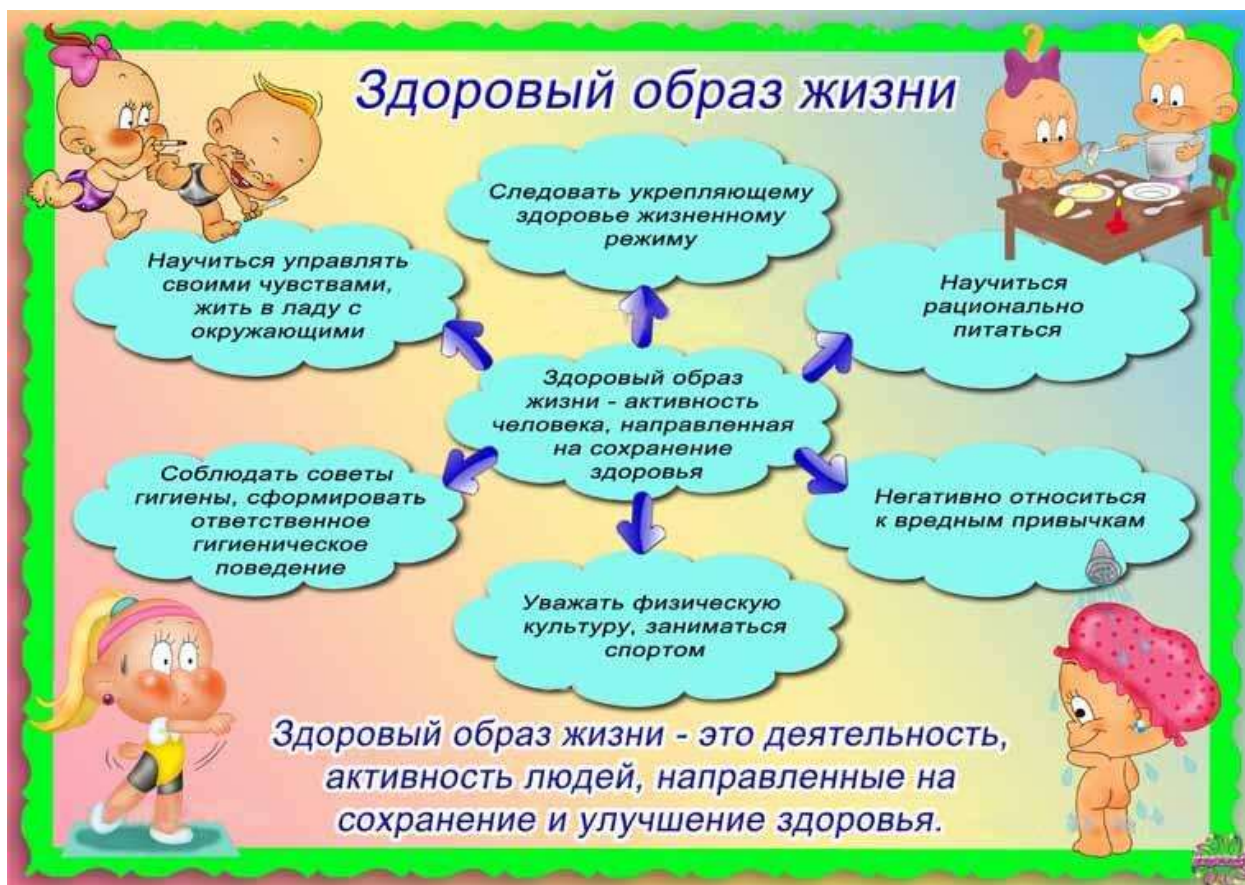 Здоровый образ жизни
Следовать укрепляющему
здоровье жизненному
режиму
Научиться управлять
своими чувствами,
жить в ладу с
окружающими
Научиться
рационально
питаться
Здоровый образ
жизни - активность
человека, направленная
на сохранение
здоровья
Соблюдать советы
гигиены, сформировать
ответственное
гигиеническое
поведение
Негативно относиться
к вредным привычкам
Уважать физическую
культуру, заниматься
спортом
Здоровый образ жизни - это деятельность,
активность людей, направленные на
сохранение и улучшение здоровья.